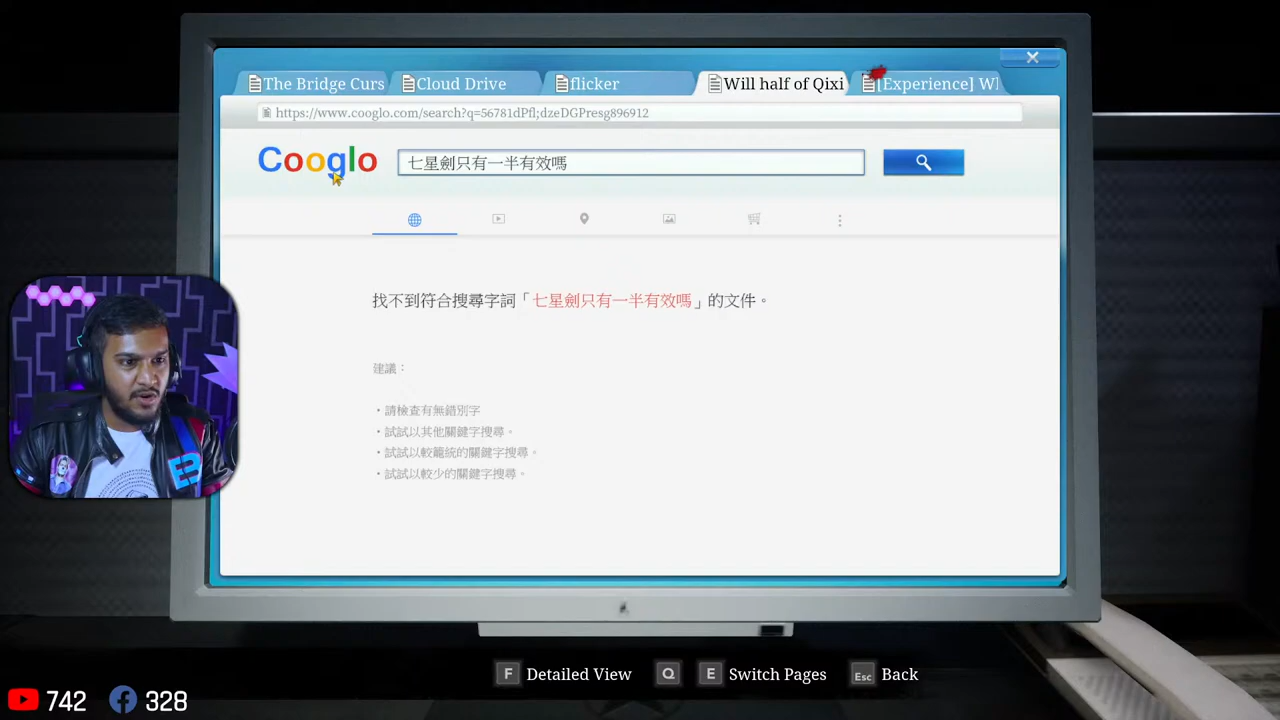 The Bridge Curs
Cloud Drive
flicker
Will half of Qixi
[Experience] Wl
https://www.cooglo.com/search?q=56781dPfl;dzeDGPresg896912
Cooglo
七星劍只有一半有效嗎
找不到符合搜尋字詞「七星劍只有一半有效嗎」的文件。
建議：
・請檢查有無錯別字
・試試以其他關鍵字搜尋。
・試試以較籠統的關鍵字搜尋。
・試試以較少的關鍵字搜尋。
F Detailed View Q E Switch Pages Esc Back
742 328